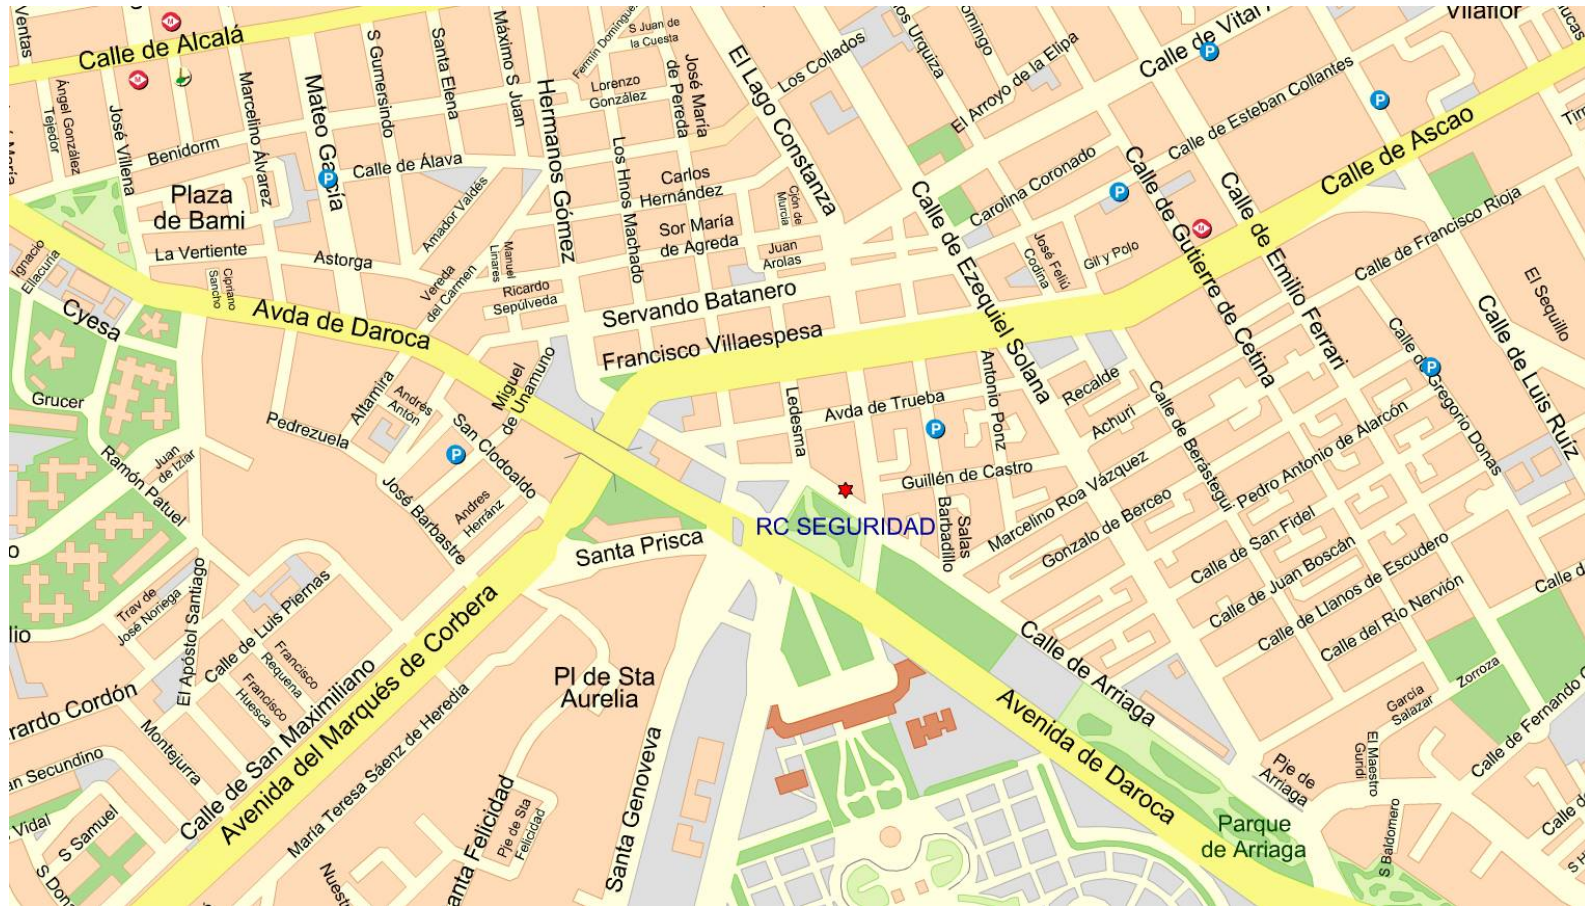 Ventas
Calle de Alcalá
S Gumersindo
Santa Elena
Máximo S Juan
Fermín Domínguez
S Juan de
la Cuesta
El Lago Constanza
Los Collados
Urquiza
Domingo
El Arroyo de la Elipa
Calle de Vital
Vilaflor
Calle de Esteban Collantes
Calle de Ascao
Ángel González
Tejedor
José Villena
Marcelino Álvarez
Mateo García
Hermanos Gómez
Lorenzo
González
José María
de Pereda
Benidorm
Calle de Álava
Los Hnos Machado
Carlos
Hernández
Cjón de
Murcia
Carolina Coronado
Calle de Gutierre de Cetina
Calle de Emilio Ferrari
Calle de Francisco Rioja
Plaza
de Bami
Amador Valdés
Sor María
de Agreda
Juan
Arolas
Calle de Ezequiel Solana
José Feliú
Codina
Gil y Polo
El Sequillo
Ignacio
Ellacuría
La Vertiente
Astorga
Cipriano
Sancho
Vereda
del Carmen
Manuel
Linares
Ricardo
Sepúlveda
Servando Batanero
Cyesa
Avda de Daroca
Francisco Villaespesa
Calle de Luis Ruíz
Grucer
Altamira
Andrés
Antón
Miguel
de Unamuno
Ledesma
Avda de Trueba
Antonio Ponz
Recalde
Achuri
Calle de Berastegui
Calle de Gregorio Donas
Pedrezuela
San Clodoaldo
Pedro Antonio de Alarcón
Juan
de Izíar
Ramón Patuel
José Barbastre
Andres
Herránz
Guillén de Castro
Salas
Barbadillo
Marcelino Roa Vázquez
Gonzalo de Berceo
RC SEGURIDAD
Santa Prisca
Calle de San Fidel
Calle de Juan Boscán
Calle de Llanos de Escudero
Calle del Río Nervión
Trav de
José Noriega
El Apóstol Santiago
Calle de Luis Piernas
Francisco
Requena
Francisco
Huesca
Calle de San Maximiliano
Avenida del Marqués de Corbera
María Teresa Sáenz de Heredia
Pl de Sta
Aurelia
Calle de Arriaga
Avenida de Daroca
Zorroza
García
Salazar
El Maestro
Guridi
Calle de Fernando
Montejurra
Pje de
Arriaga
S Samuel
Vidal
Santa Genoveva
Pje de Sta
Felicidad
Parque
de Arriaga
S Baldomero